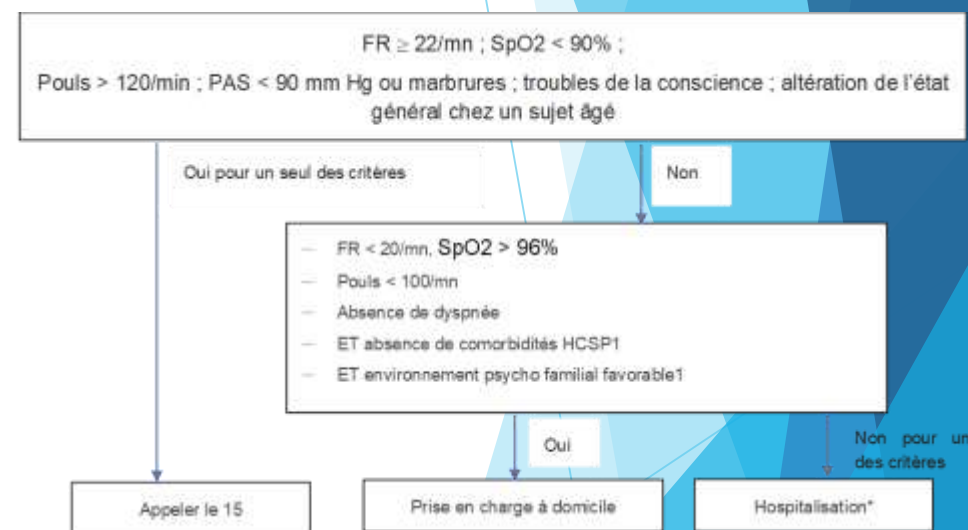 FR ≥ 22/mn ; SpO2 < 90% ;
Pouls > 120/min ; PAS < 90 mm Hg ou marbrures ; troubles de la conscience ; altération de l'état
général chez un sujet âgé
Oui pour un seul des critères
Non
— FR < 20/mn, SpO2 > 96%
— Pouls < 100/mn
— Absence de dyspnée
— ET absence de comorbidités HCSP1
— ET environnement psycho familial favorable1
Oui
Non pour un
des critères
Appeler le 15
Prise en charge à domicile
Hospitalisation*